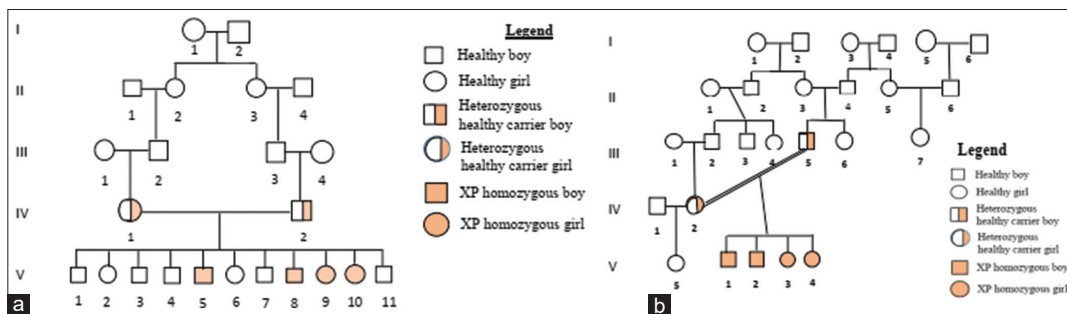 I
1 2
Legend
Healthy boy
Healthy girl
Heterozygous
healthy carrier boy
Heterozygous
healthy carrier girl
XP homozygous boy
XP homozygous girl
II
1 2 3 4
III
1 2 3 4
IV
1 2
V
1 2 3 4 5 6 7 8 9 10 11
a
I
1 2 3 4 5 6
II
1 2 3 4 5 6
III
1 2 3 4 5 6 7
IV
1 2
V
5 1 2 3 4
Legend
Healthy boy
Healthy girl
Heterozygous
healthy carrier boy
Heterozygous
healthy carrier girl
XP homozygous boy
XP homozygous girl
b